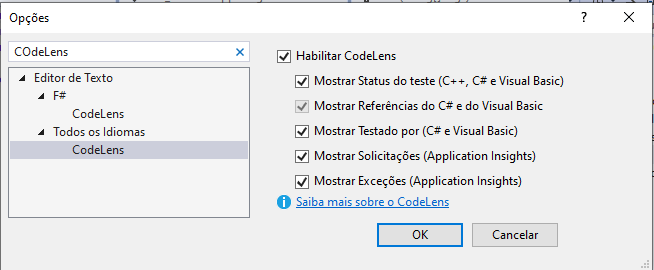 Opções
COdeLens
Habilitar CodeLens
Editor de Texto
Mostrar Status do teste (C++, C# e Visual Basic)
F#
Mostrar Referências do C# e do Visual Basic
CodeLens
Todos os Idiomas
Mostrar Testado por (C# e Visual Basic)
CodeLens
Mostrar Solicitações (Application Insights)
Mostrar Exceções (Application Insights)
Saiba mais sobre o CodeLens
OK
Cancelar